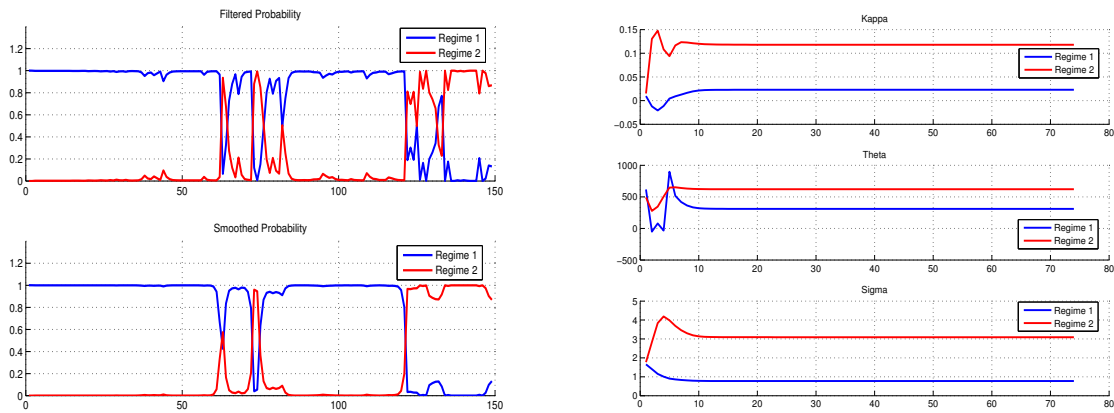 Filtered Probability
Regime 1
Regime 2
1.2
1
0.8
0.6
0.4
0.2
0
0 50 100 150
Smoothed Probability
Regime 1
Regime 2
1.2
1
0.8
0.6
0.4
0.2
0
0 50 100 150
Kappa
Regime 1
Regime 2
0.15
0.1
0.05
0
−0.05
0 10 20 30 40 50 60 70 80
Theta
Regime 1
Regime 2
1000
500
0
−500
0 10 20 30 40 50 60 70 80
Sigma
Regime 1
Regime 2
5
4
3
2
1
0
0 10 20 30 40 50 60 70 80